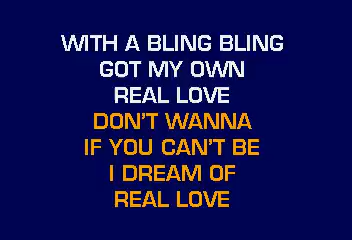 WITH A BLING BLING
GOT MY OWN
REAL LOVE
DON'T WANNA
IF YOU CAN'T BE
I DREAM OF
REAL LOVE